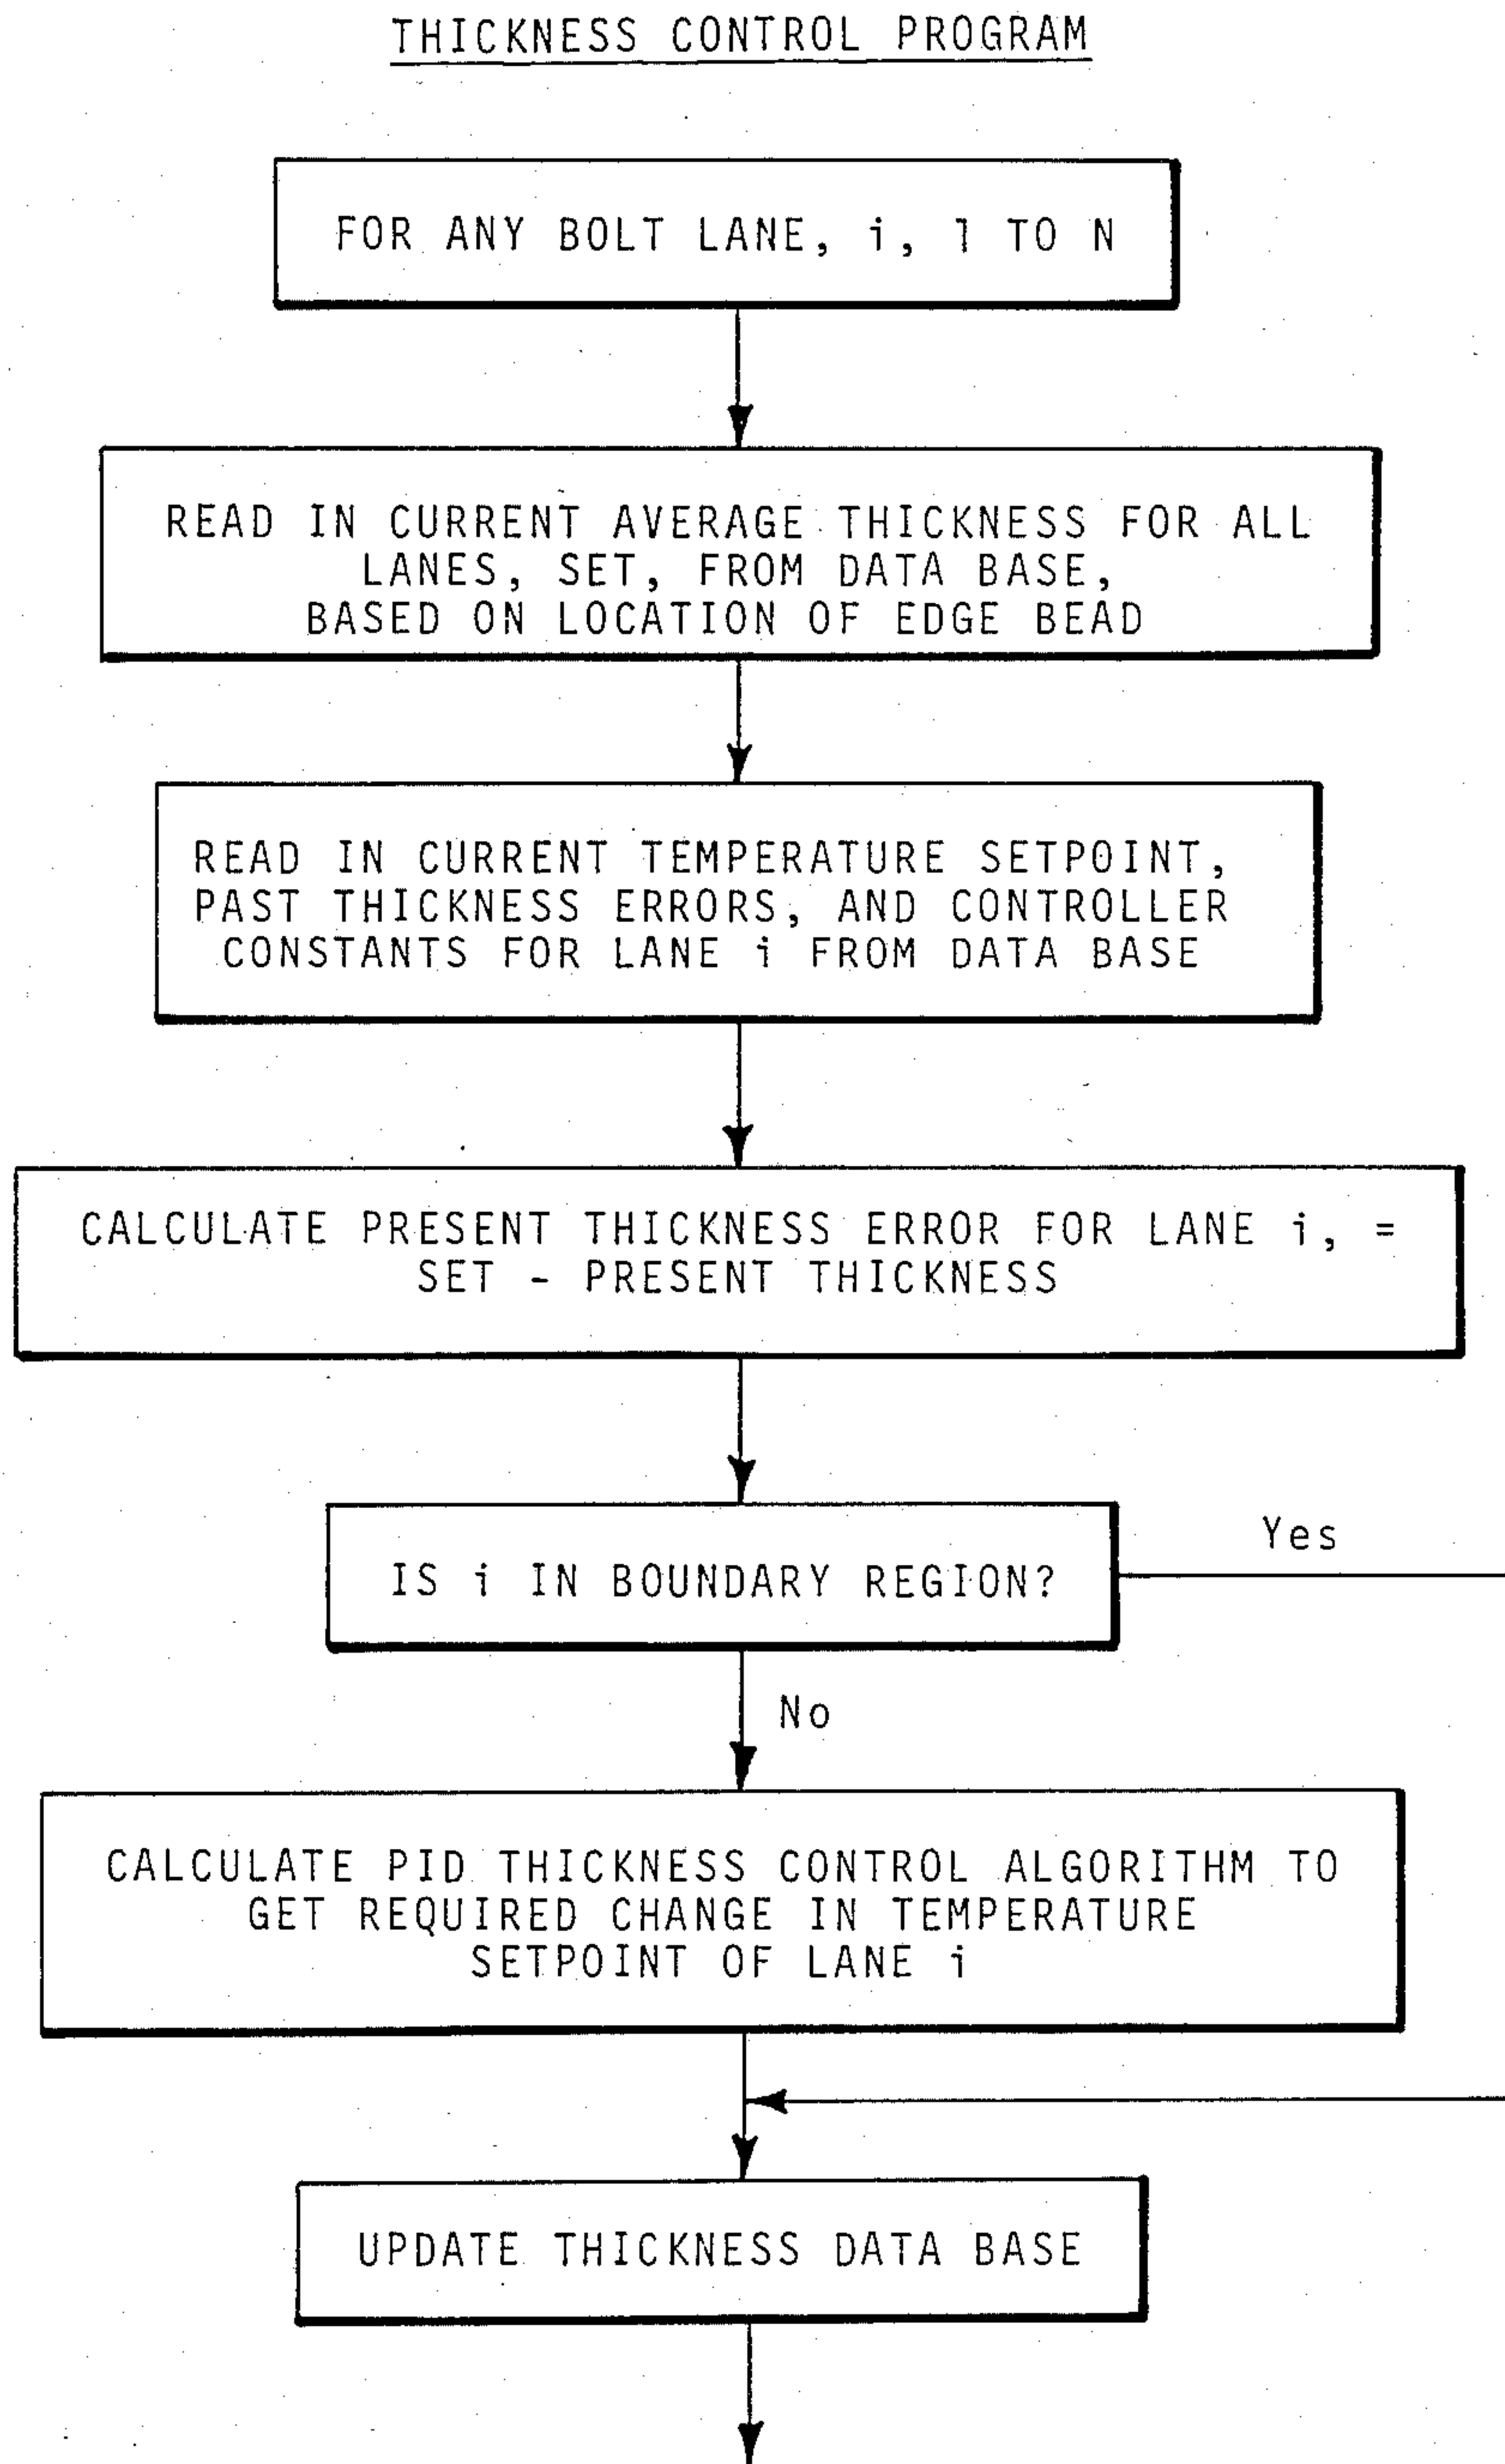 THICKNESS CONTROL PROGRAM
FOR ANY BOLT LANE, i, 1 TO N
READ IN CURRENT AVERAGE THICKNESS FOR ALL
LANES, SET, FROM DATA BASE,
BASED ON LOCATION OF EDGE BEAD
READ IN CURRENT TEMPERATURE SETPOINT,
PAST THICKNESS ERRORS, AND CONTROLLER
CONSTANTS FOR LANE i FROM DATA BASE
CALCULATE PRESENT THICKNESS ERROR FOR LANE i, =
SET - PRESENT THICKNESS
IS i IN BOUNDARY REGION?
Yes
No
CALCULATE PID THICKNESS CONTROL ALGORITHM TO
GET REQUIRED CHANGE IN TEMPERATURE
SETPOINT OF LANE i
UPDATE THICKNESS DATA BASE